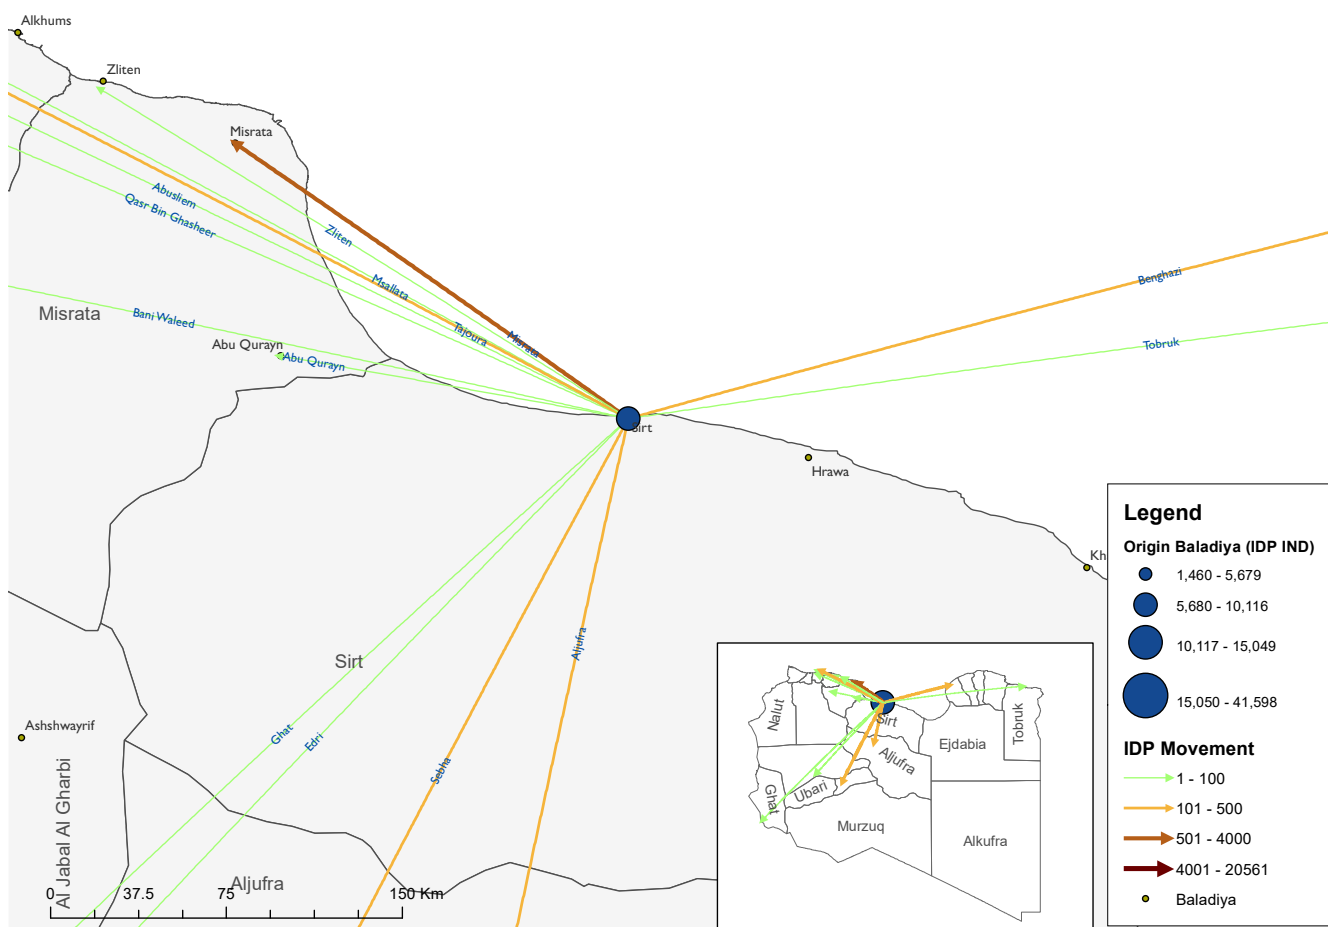 Alkhums
Zliten
Misrata
Abusliem
Qasr Bin Ghasheer
Zliten
Msallata
Benghazi
Misrata
Bani Waleed
Tajoura
Misrata
Tobruk
Abu Qurayn
Abu Qurayn
Sirt
Hrawa
Kh
Aljufra
Sirt
Ghat
Edri
Sebha
Ashshwayrif
Al Jabal Al Gharbi
Aljufra
0
37.5
75
150 Km
Nalut
Sirt
Tobruk
Ejdabia
Aljufra
Ghat
Ubari
Murzuq
Alkufra
Legend
Origin Baladiya (IDP IND)
1,460 - 5,679
5,680 - 10,116
10,117 - 15,049
15,050 - 41,598
IDP Movement
1 - 100
101 - 500
501 - 4000
4001 - 20561
Baladiya